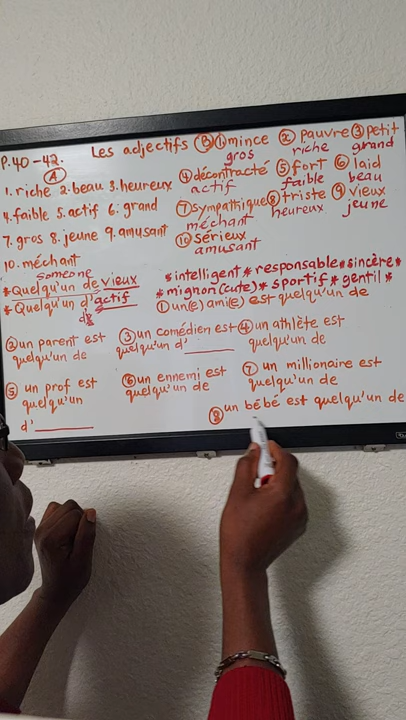 P.40-42. Les adjectifs
(A)
1. riche 2. beau 3. heureux
4. faible 5. actif 6. grand
7. gros 8. jeune 9. amusant
10. méchant
(B) (1) mince (2) pauvre (3) petit
gros riche grand
(4) décontracté (5) fort (6) laid
actif faible beau
(7) sympathique (8) triste (9) vieux
méchant heureux jeune
(10) sérieux
amusant
someone
*Quelqu'un de vieux
*Quelqu'un d'actif
*intelligent *responsable *sincère *
*mignon (cute)* sportif * gentil *
(1) un(e) ami(e) est quelqu'un de
(2) un parent est
quelqu'un de
(3) un comédien est
quelqu'un d' ______
(4) un athlète est
quelqu'un de
(5) un prof est
quelqu'un
d' ______
(6) un ennemi est
quelqu'un de
(7) un millionaire est
quelqu'un de
(8) un bébé est quelqu'un de